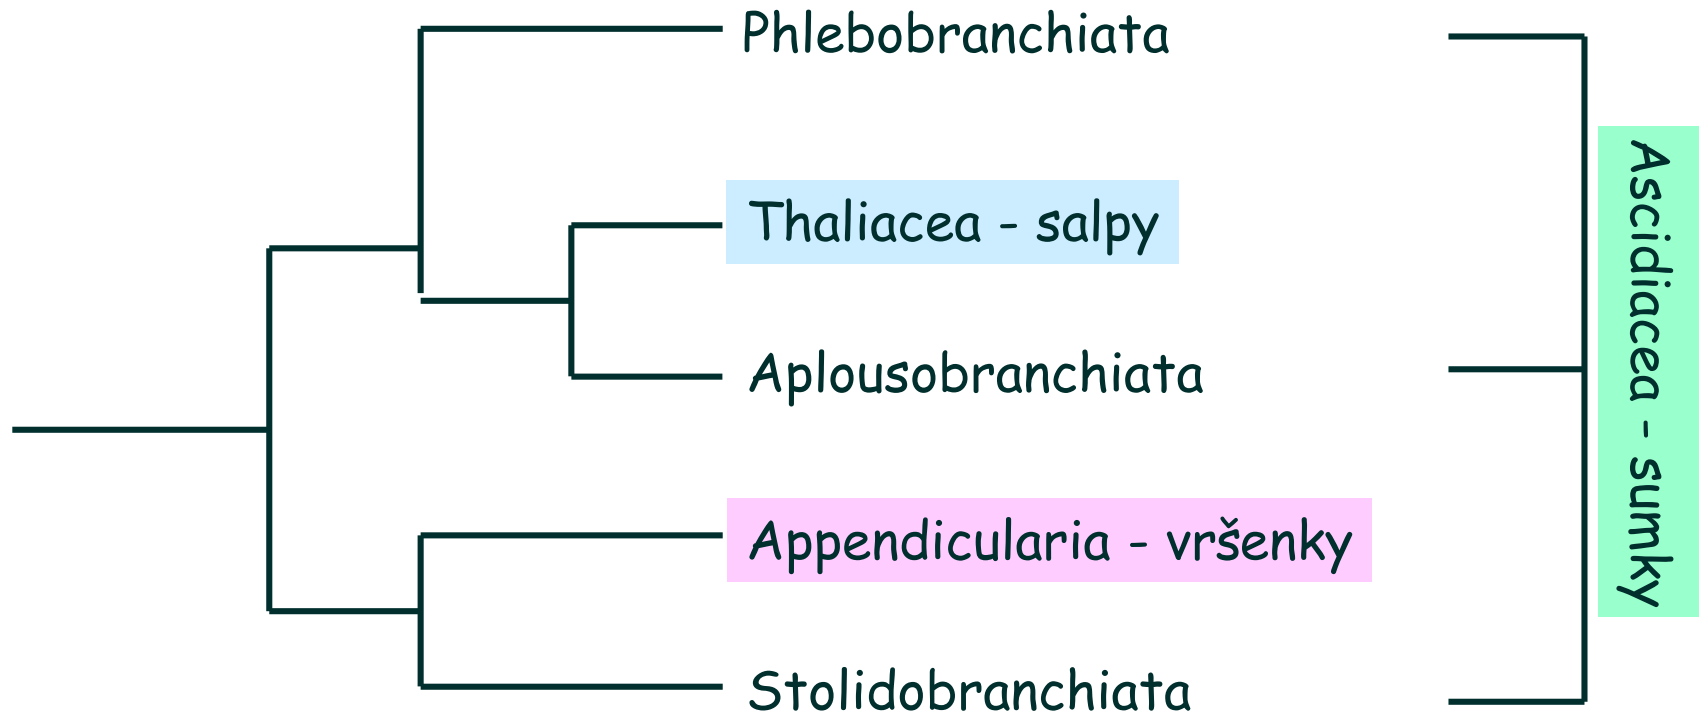 Phlebobranchiata
Thaliacea - salpy
Aplousobranchiata
Appendicularia - vršenky
Stolidobranchiata
Ascidiacea - sumky